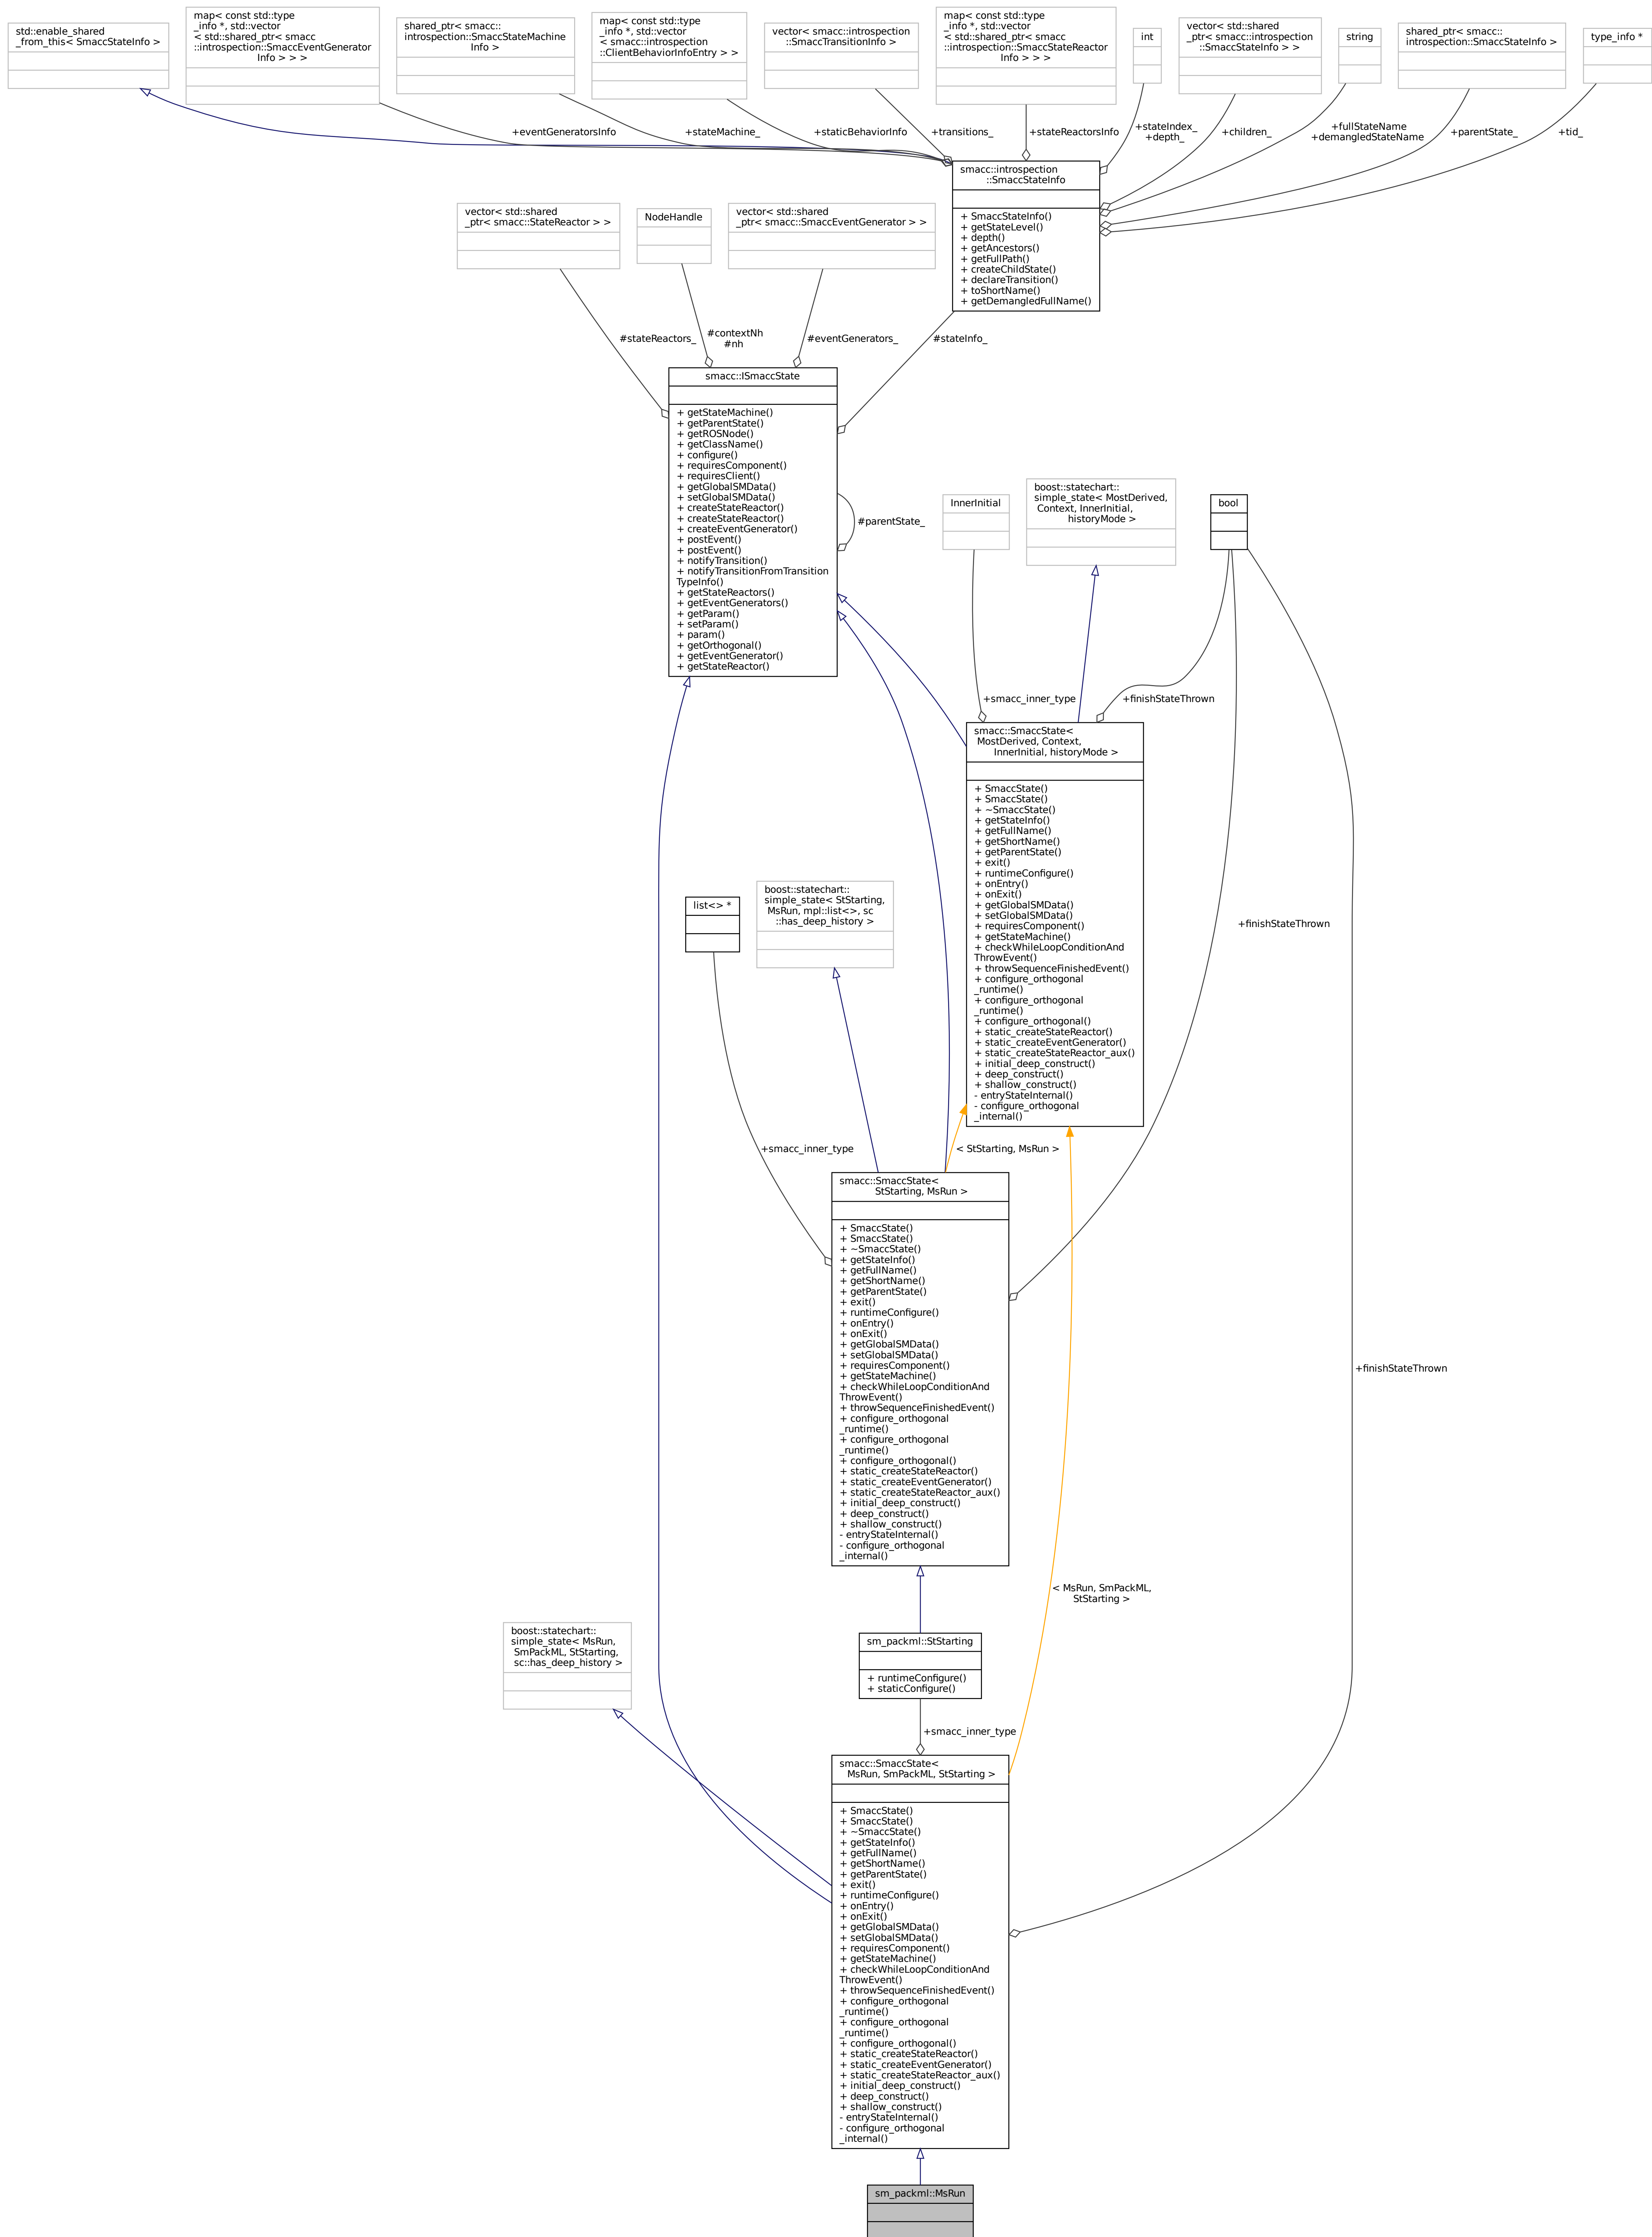 std::enable_shared
_from_this< SmaccStateInfo >
map< const std::type
_info *, std::vector
< std::shared_ptr< smacc
::introspection::SmaccEventGenerator
Info > > >
shared_ptr< smacc::
introspection::SmaccStateMachine
Info >
map< const std::type
_info *, std::vector
< smacc::introspection
::ClientBehaviorInfoEntry > >
vector< smacc::introspection
::SmaccTransitionInfo >
map< const std::type
_info *, std::vector
< std::shared_ptr< smacc
::introspection::SmaccStateReactor
Info > > >
int
vector< std::shared
_ptr< smacc::introspection
::SmaccStateInfo > >
string
shared_ptr< smacc::
introspection::SmaccStateInfo >
type_info *
+eventGeneratorsInfo
+stateMachine_
+staticBehaviorInfo
+transitions_
+stateReactorsInfo
+stateIndex_
+depth_
+children_
+fullStateName
+demangledStateName
+parentState_
+tid_
smacc::introspection
::SmaccStateInfo
+ SmaccStateInfo()
+ getStateLevel()
+ depth()
+ getAncestors()
+ getFullPath()
+ createChildState()
+ declareTransition()
+ toShortName()
+ getDemangledFullName()
vector< std::shared
_ptr< smacc::StateReactor > >
NodeHandle
vector< std::shared
_ptr< smacc::SmaccEventGenerator > >
#stateReactors_
#contextNh
#nh
#eventGenerators_
#stateInfo_
smacc::ISmaccState
+ getStateMachine()
+ getParentState()
+ getROSNode()
+ getClassName()
+ configure()
+ requiresComponent()
+ requiresClient()
+ getGlobalSMData()
+ setGlobalSMData()
+ createStateReactor()
+ createStateReactor()
+ createEventGenerator()
+ postEvent()
+ postEvent()
+ notifyTransition()
+ notifyTransitionFromTransition
TypeInfo()
+ getStateReactors()
+ getEventGenerators()
+ getParam()
+ setParam()
+ param()
+ getOrthogonal()
+ getEventGenerator()
+ getStateReactor()
#parentState_
InnerInitial
boost::statechart::
simple_state< MostDerived,
Context, InnerInitial,
historyMode >
bool
+smacc_inner_type
+finishStateThrown
smacc::SmaccState<
MostDerived, Context,
InnerInitial, historyMode >
+ SmaccState()
+ SmaccState()
+ ~SmaccState()
+ getStateInfo()
+ getFullName()
+ getShortName()
+ getParentState()
+ exit()
+ runtimeConfigure()
+ onEntry()
+ onExit()
+ getGlobalSMData()
+ setGlobalSMData()
+ requiresComponent()
+ getStateMachine()
+ checkWhileLoopConditionAnd
ThrowEvent()
+ throwSequenceFinishedEvent()
+ configure_orthogonal
_runtime()
+ configure_orthogonal
_runtime()
+ configure_orthogonal()
+ static_createStateReactor()
+ static_createEventGenerator()
+ static_createStateReactor_aux()
+ initial_deep_construct()
+ deep_construct()
+ shallow_construct()
- entryStateInternal()
- configure_orthogonal
_internal()
list<> *
boost::statechart::
simple_state< StStarting,
MsRun, mpl::list<>, sc
::has_deep_history >
+finishStateThrown
+smacc_inner_type
< StStarting, MsRun >
smacc::SmaccState<
StStarting, MsRun >
+ SmaccState()
+ SmaccState()
+ ~SmaccState()
+ getStateInfo()
+ getFullName()
+ getShortName()
+ getParentState()
+ exit()
+ runtimeConfigure()
+ onEntry()
+ onExit()
+ getGlobalSMData()
+ setGlobalSMData()
+ requiresComponent()
+ getStateMachine()
+ checkWhileLoopConditionAnd
ThrowEvent()
+ throwSequenceFinishedEvent()
+ configure_orthogonal
_runtime()
+ configure_orthogonal
_runtime()
+ configure_orthogonal()
+ static_createStateReactor()
+ static_createEventGenerator()
+ static_createStateReactor_aux()
+ initial_deep_construct()
+ deep_construct()
+ shallow_construct()
- entryStateInternal()
- configure_orthogonal
_internal()
+finishStateThrown
< MsRun, SmPackML,
StStarting >
boost::statechart::
simple_state< MsRun,
SmPackML, StStarting,
sc::has_deep_history >
sm_packml::StStarting
+ runtimeConfigure()
+ staticConfigure()
+smacc_inner_type
smacc::SmaccState<
MsRun, SmPackML, StStarting >
+ SmaccState()
+ SmaccState()
+ ~SmaccState()
+ getStateInfo()
+ getFullName()
+ getShortName()
+ getParentState()
+ exit()
+ runtimeConfigure()
+ onEntry()
+ onExit()
+ getGlobalSMData()
+ setGlobalSMData()
+ requiresComponent()
+ getStateMachine()
+ checkWhileLoopConditionAnd
ThrowEvent()
+ throwSequenceFinishedEvent()
+ configure_orthogonal
_runtime()
+ configure_orthogonal
_runtime()
+ configure_orthogonal()
+ static_createStateReactor()
+ static_createEventGenerator()
+ static_createStateReactor_aux()
+ initial_deep_construct()
+ deep_construct()
+ shallow_construct()
- entryStateInternal()
- configure_orthogonal
_internal()
sm_packml::MsRun